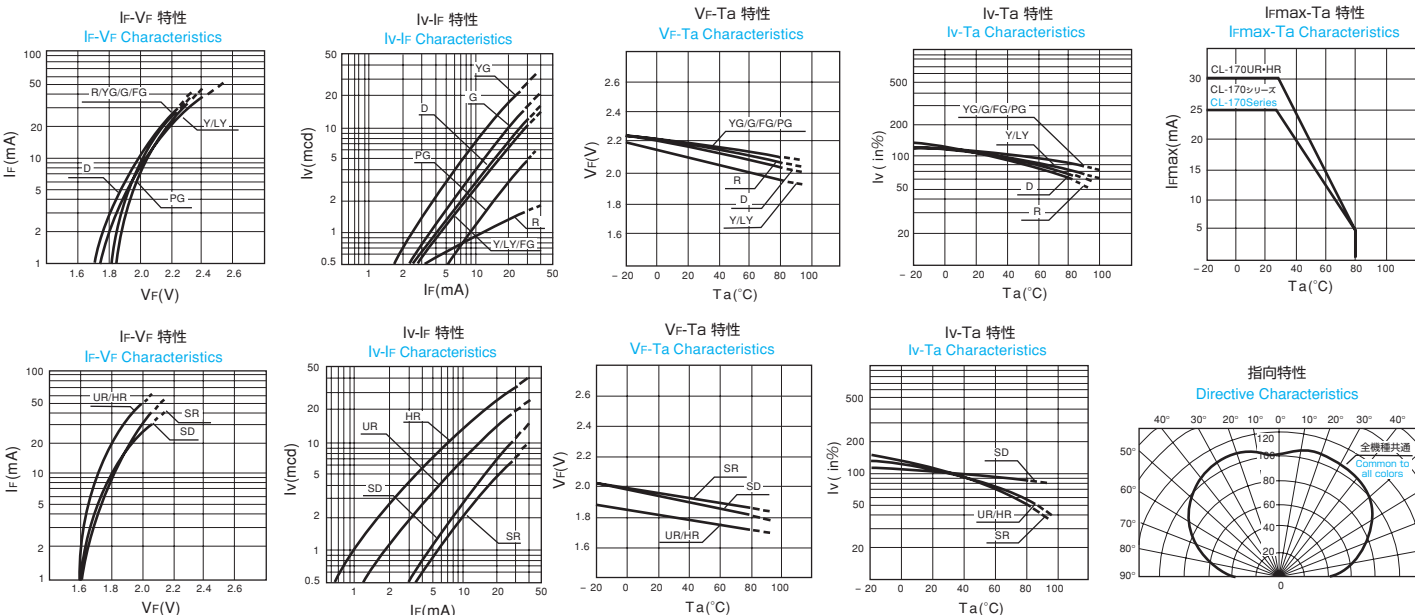 IF-VF 特性
IF-VF Characteristics
100
50
20
10
5
2
1
IF(mA)
R/YG/G/FG
Y/LY
D
PG
1.6 1.8 2.0 2.2 2.4 2.6
VF(V)
Iv-IF 特性
Iv-IF Characteristics
50
20
10
5
2
1
0.5
Iv(mcd)
YG
G
D
PG
R
Y/LY/FG
1 2 5 10 20 50
IF(mA)
VF-Ta 特性
VF-Ta Characteristics
2.6
2.4
2.2
2.0
1.8
1.6
VF(V)
YG/G/FG/PG
R
D
Y/LY
−20 0 20 40 60 80 100
Ta(°C)
Iv-Ta 特性
Iv-Ta Characteristics
500
200
100
50
20
Iv ( in%)
YG/G/FG/PG
Y/LY
D
R
−20 0 20 40 60 80 100
Ta(°C)
IFmax-Ta 特性
IFmax-Ta Characteristics
30
25
20
15
10
5
IFmax(mA)
CL-170UR•HR
CL-170シリーズ
CL-170Series
−20 0 20 40 60 80 100
Ta(°C)
IF-VF 特性
IF-VF Characteristics
100
50
20
10
5
2
1
IF(mA)
UR/HR
SR
SD
1.6 1.8 2.0 2.2 2.4 2.6
VF(V)
Iv-IF 特性
Iv-IF Characteristics
50
20
10
5
2
1
0.5
Iv(mcd)
HR
UR
SD
SR
1 2 5 10 20 50
IF(mA)
VF-Ta 特性
VF-Ta Characteristics
2.6
2.4
2.2
2.0
1.8
1.6
VF(V)
SR
SD
UR/HR
−20 0 20 40 60 80 100
Ta(°C)
Iv-Ta 特性
Iv-Ta Characteristics
500
200
100
50
20
Iv ( in%)
SD
UR/HR
SR
−20 0 20 40 60 80 100
Ta(°C)
指向特性
Directive Characteristics
40° 30° 20° 10° 0° 10° 20° 30° 40°
50°
60°
70°
80°
90°
120
100
80
60
40
20
0
全機種共通
Common to
all colors